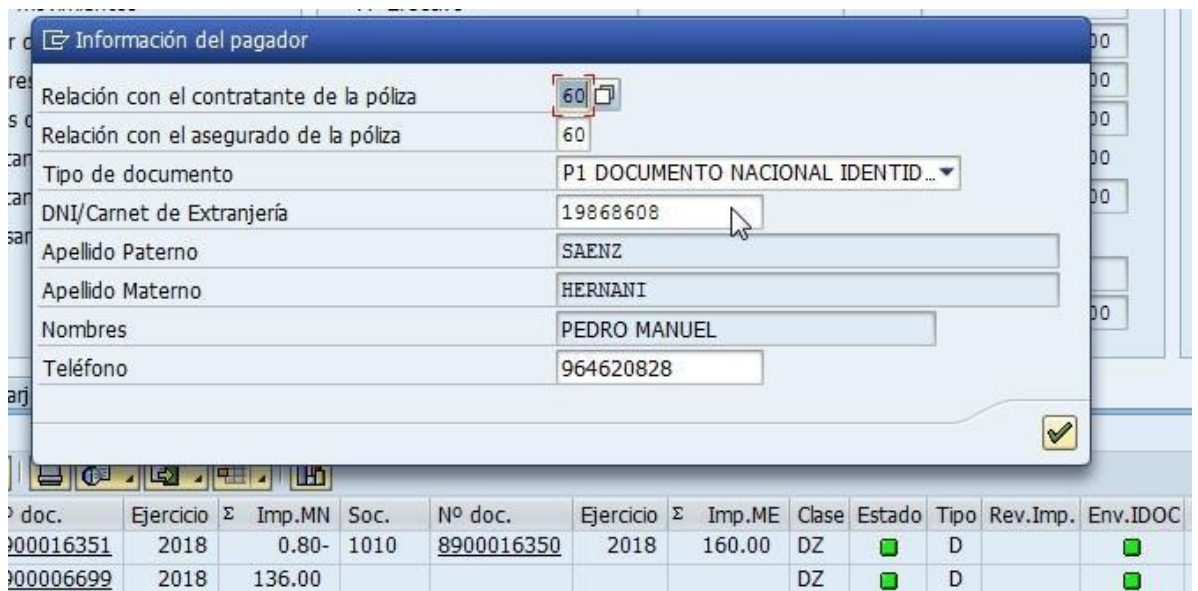 Información del pagador
Relación con el contratante de la póliza 60
Relación con el asegurado de la póliza 60
Tipo de documento P1 DOCUMENTO NACIONAL IDENTID...
DNI/Carnet de Extranjería 19868608
Apellido Paterno SAENZ
Apellido Materno HERNANI
Nombres PEDRO MANUEL
Teléfono 964620828
doc. Ejercicio Σ Imp.MN Soc. Nº doc. Ejercicio Σ Imp.ME Clase Estado Tipo Rev.Imp. Env.IDOC
900016351 2018 0.80- 1010 8900016350 2018 160.00 DZ D
900006699 2018 136.00 DZ D